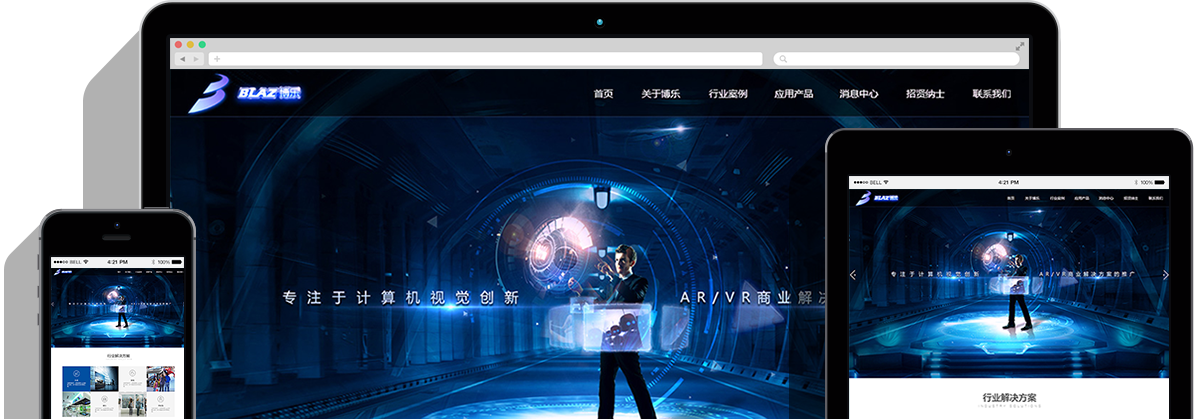 BLAZ博乐
首页 关于博乐 行业案例 应用产品 消息中心 招贤纳士 联系我们
专注于计算机视觉创新 AR/VR商业解决
BELL 4:21 PM 100%
BLAZ博乐 首页 关于博乐 行业案例 应用产品 消息中心 招贤纳士 联系我们
专注于计算机视觉创新 AR/VR商业解决方案的推广
行业解决方案
INDUSTRY SOLUTIONS
BELL 4:21 PM 100%
行业解决方案